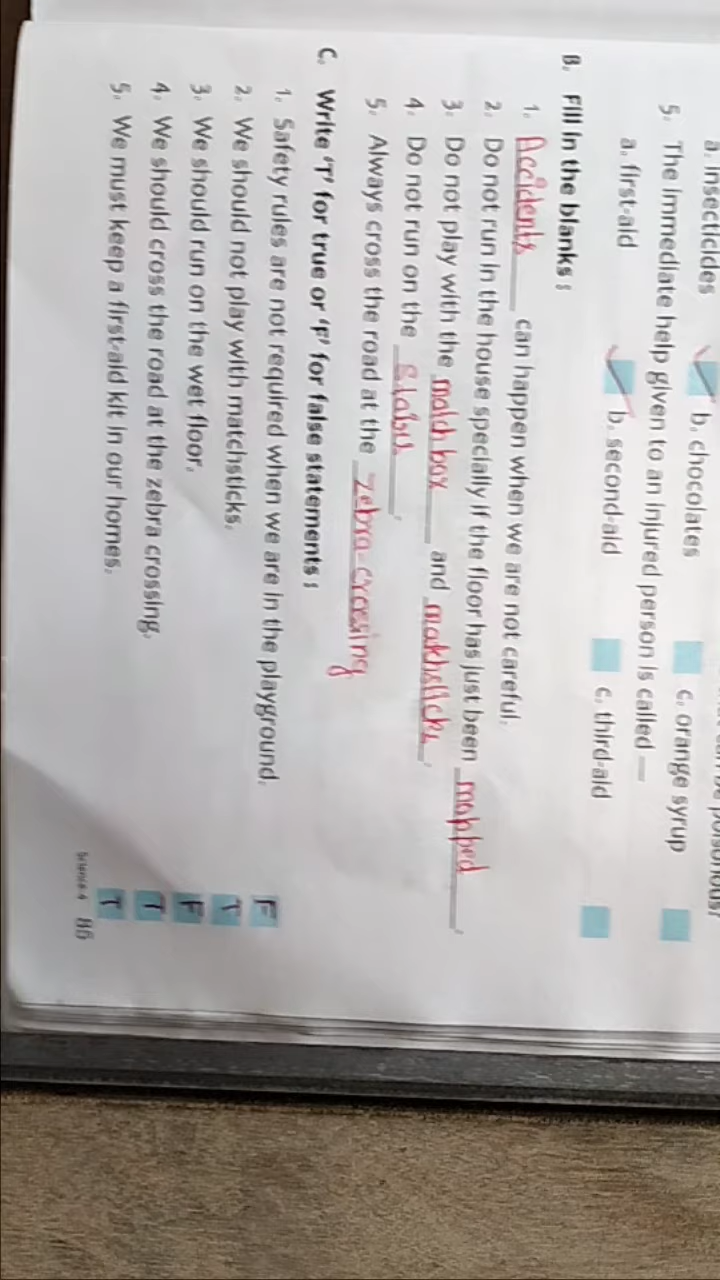 a. insecticides b. chocolates c. orange syrup
5. The immediate help given to an injured person is called —
a. first-aid b. second-aid c. third-aid
B. Fill in the blanks :
1. Accidents can happen when we are not careful.
2. Do not run in the house specially if the floor has just been mopped.
3. Do not play with the match box and and matchsticks.
4. Do not run on the stairs.
5. Always cross the road at the zebra-crossing
C. Write 'T' for true or 'F' for false statements :
1. Safety rules are not required when we are in the playground. F
2. We should not play with matchsticks. T
3. We should run on the wet floor. F
4. We should cross the road at the zebra crossing. T
5. We must keep a first-aid kit in our homes. T
Science-4 85